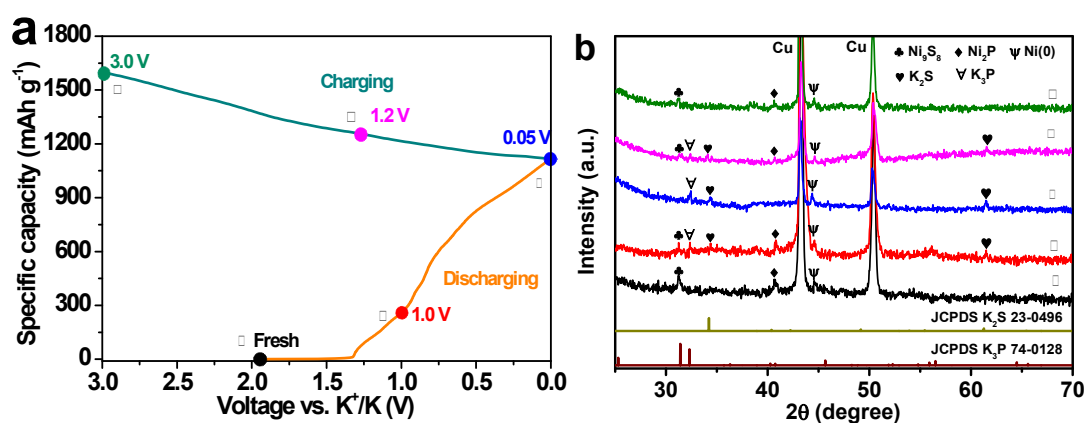 a
Specific capacity (mAh g⁻¹)
1800
1500
1200
900
600
300
0
3.0 V
Charging
1.2 V
0.05 V
Discharging
1.0 V
Fresh
3.0 2.5 2.0 1.5 1.0 0.5 0.0
Voltage vs. K⁺/K (V)
b
Intensity (a.u.)
Cu Cu
♣ Ni₉S₈ ♦ Ni₂P ψ Ni(0)
♥ K₂S ∀ K₃P
♣ ♦ ψ
♣ ∀ ♥ ♦ ψ ♥
∀ ♥ ψ ♥
♣ ∀ ♥ ♦ ψ ♥
♣ ♦ ψ
JCPDS K₂S 23-0496
JCPDS K₃P 74-0128
30 40 50 60 70
2θ (degree)